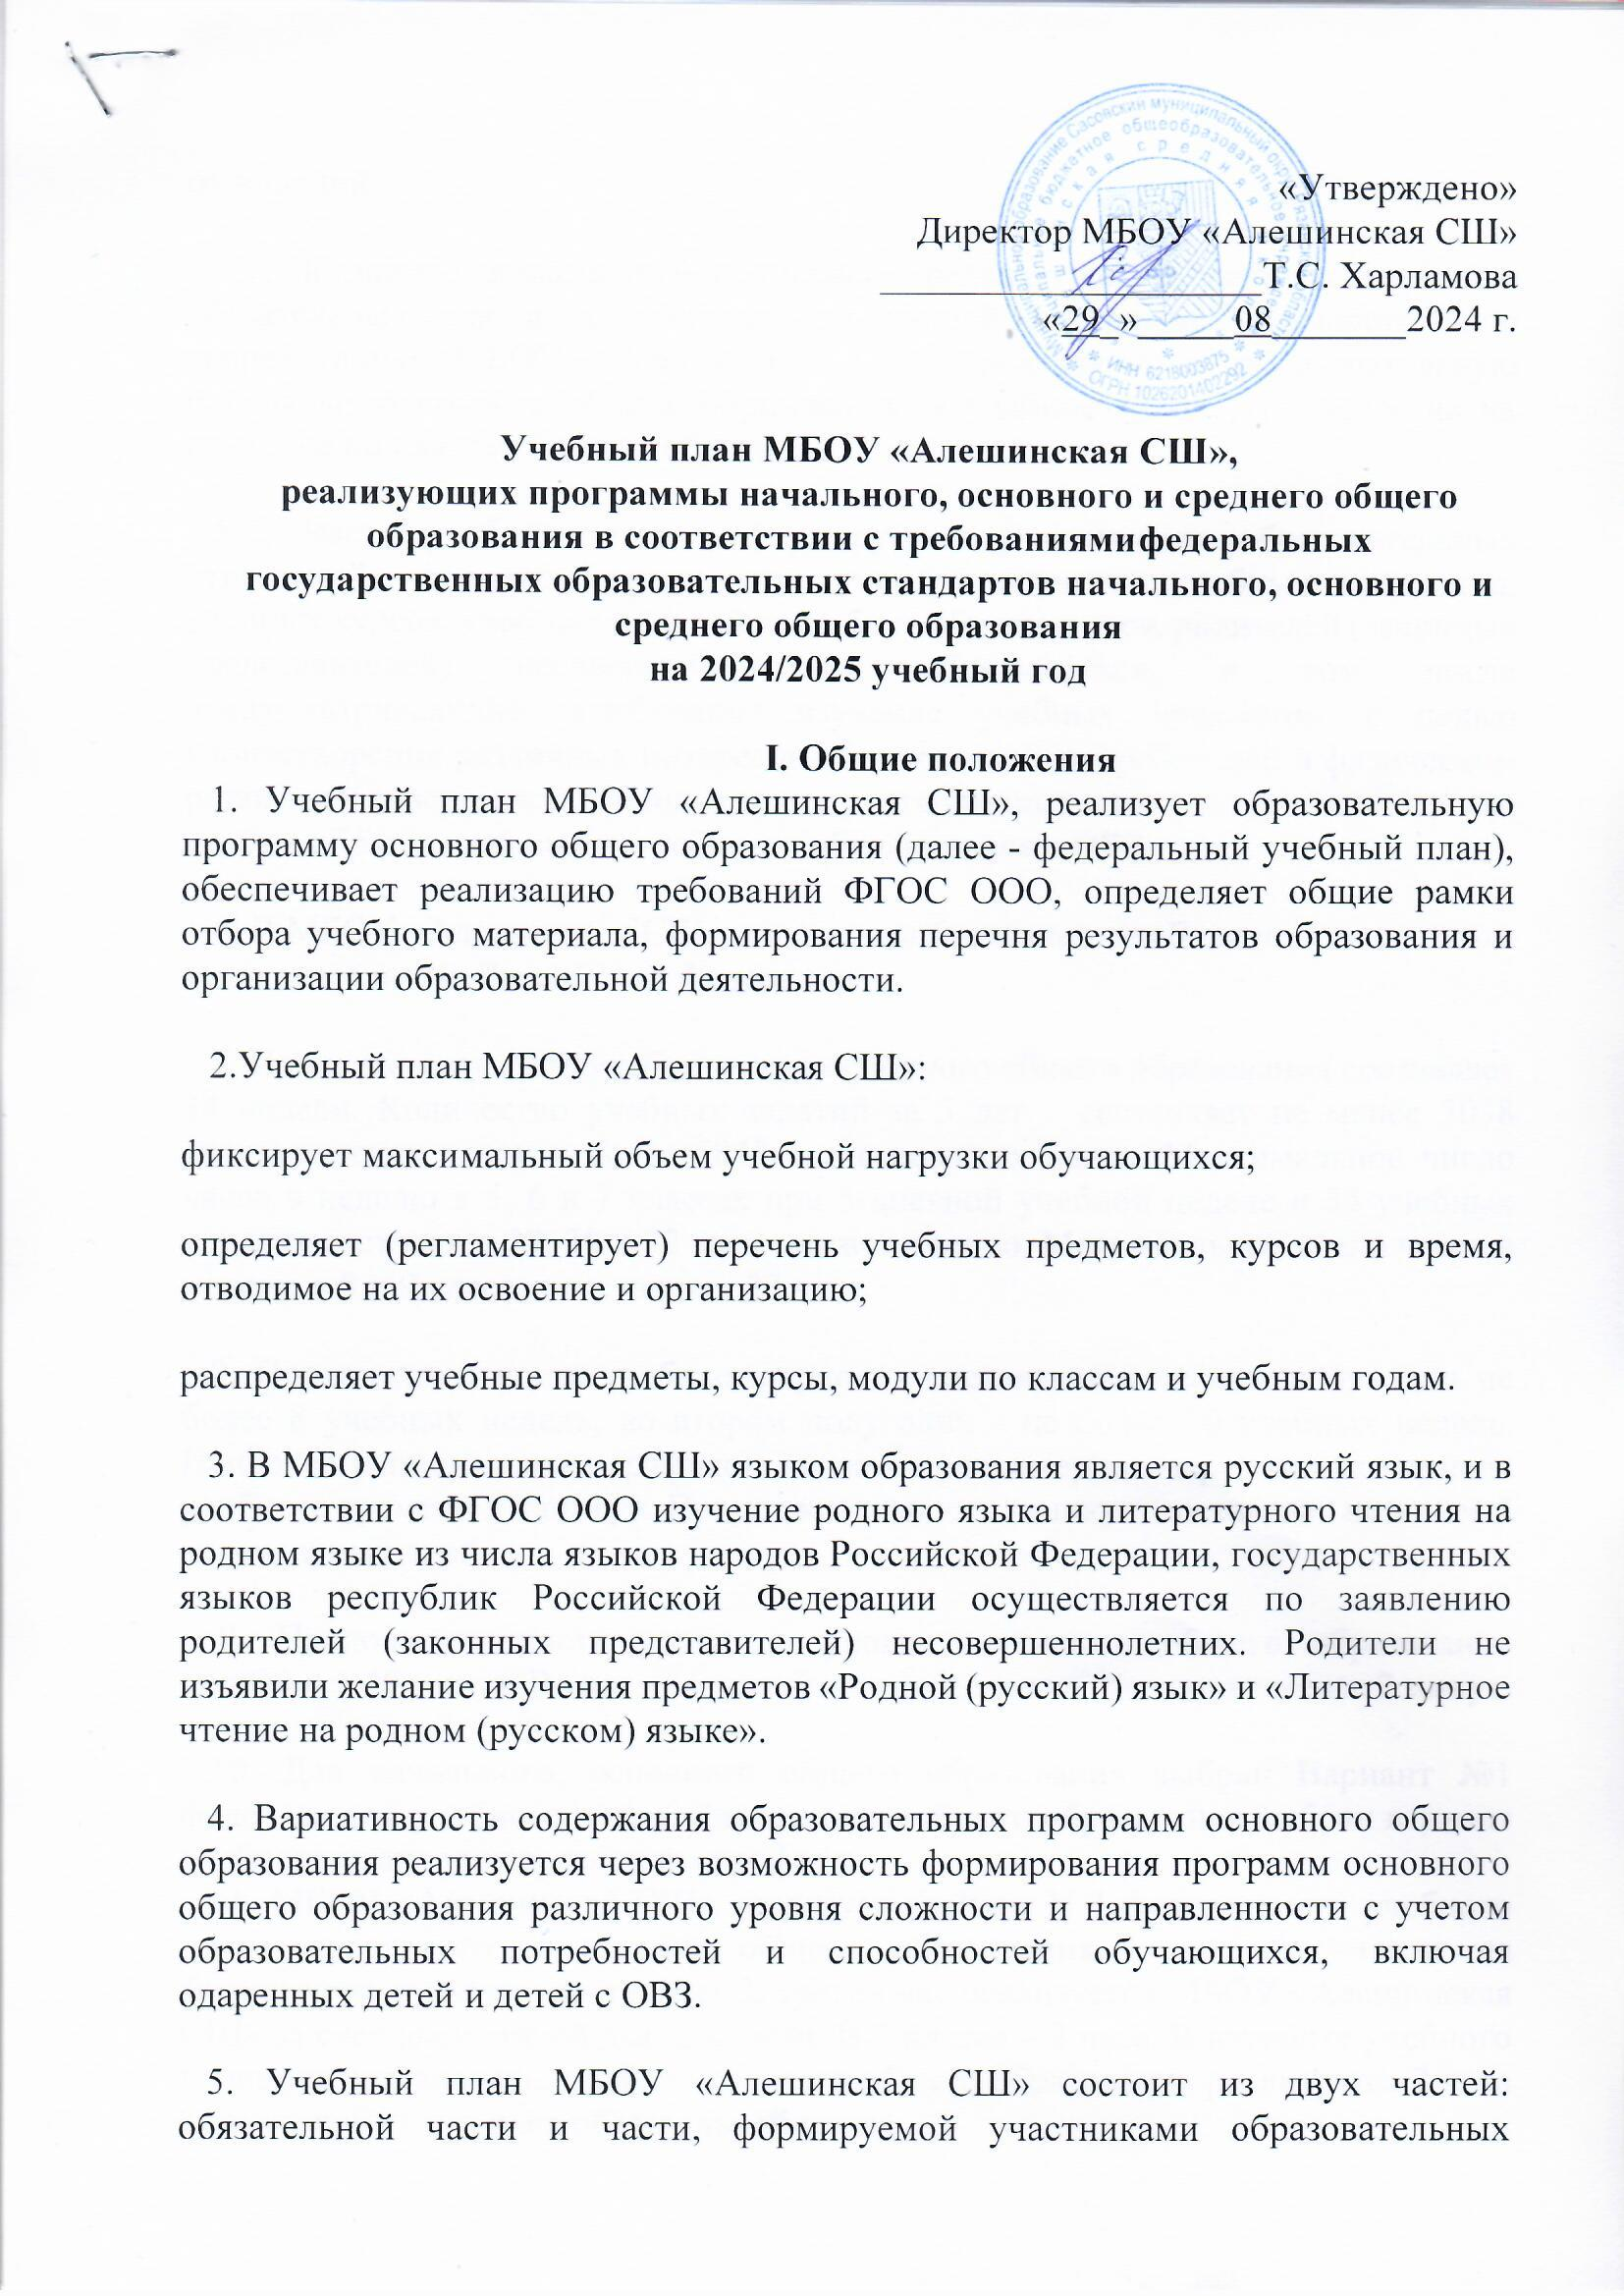 «Утверждено»
Директор МБОУ «Алешинская СШ»
Т.С. Харламова
«29_»_____08_______2024 г.
ИНН 6218003875
ОГРН 1026201402292
Учебный план МБОУ «Алешинская СШ»,
реализующих программы начального, основного и среднего общего
образования в соответствии с требованиямифедеральных
государственных образовательных стандартов начального, основного и
среднего общего образования
на 2024/2025 учебный год
I. Общие положения
1. Учебный план МБОУ «Алешинская СШ», реализует образовательную
программу основного общего образования (далее - федеральный учебный план),
обеспечивает реализацию требований ФГОС ООО, определяет общие рамки
отбора учебного материала, формирования перечня результатов образования и
организации образовательной деятельности.
2.Учебный план МБОУ «Алешинская СШ»:
фиксирует максимальный объем учебной нагрузки обучающихся;
определяет (регламентирует) перечень учебных предметов, курсов и время,
отводимое на их освоение и организацию;
распределяет учебные предметы, курсы, модули по классам и учебным годам.
3. В МБОУ «Алешинская СШ» языком образования является русский язык, и в
соответствии с ФГОС ООО изучение родного языка и литературного чтения на
родном языке из числа языков народов Российской Федерации, государственных
языков республик Российской Федерации осуществляется по заявлению
родителей (законных представителей) несовершеннолетних. Родители не
изъявили желание изучения предметов «Родной (русский) язык» и «Литературное
чтение на родном (русском) языке».
4. Вариативность содержания образовательных программ основного общего
образования реализуется через возможность формирования программ основного
общего образования различного уровня сложности и направленности с учетом
образовательных потребностей и способностей обучающихся, включая
одаренных детей и детей с ОВЗ.
5. Учебный план МБОУ «Алешинская СШ» состоит из двух частей:
обязательной части и части, формируемой участниками образовательных